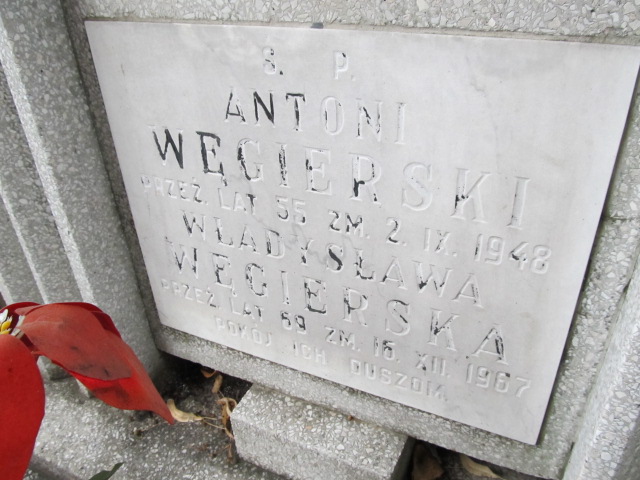 Ś. P.
ANTONI
WĘGIERSKI
PRZEŻ. LAT 55 ZM. 2. IX. 1948
WŁADYSŁAWA
WĘGIERSKA
PRZEŻ. LAT 69 ZM. 16. XII. 1967
POKÓJ ICH DUSZOM